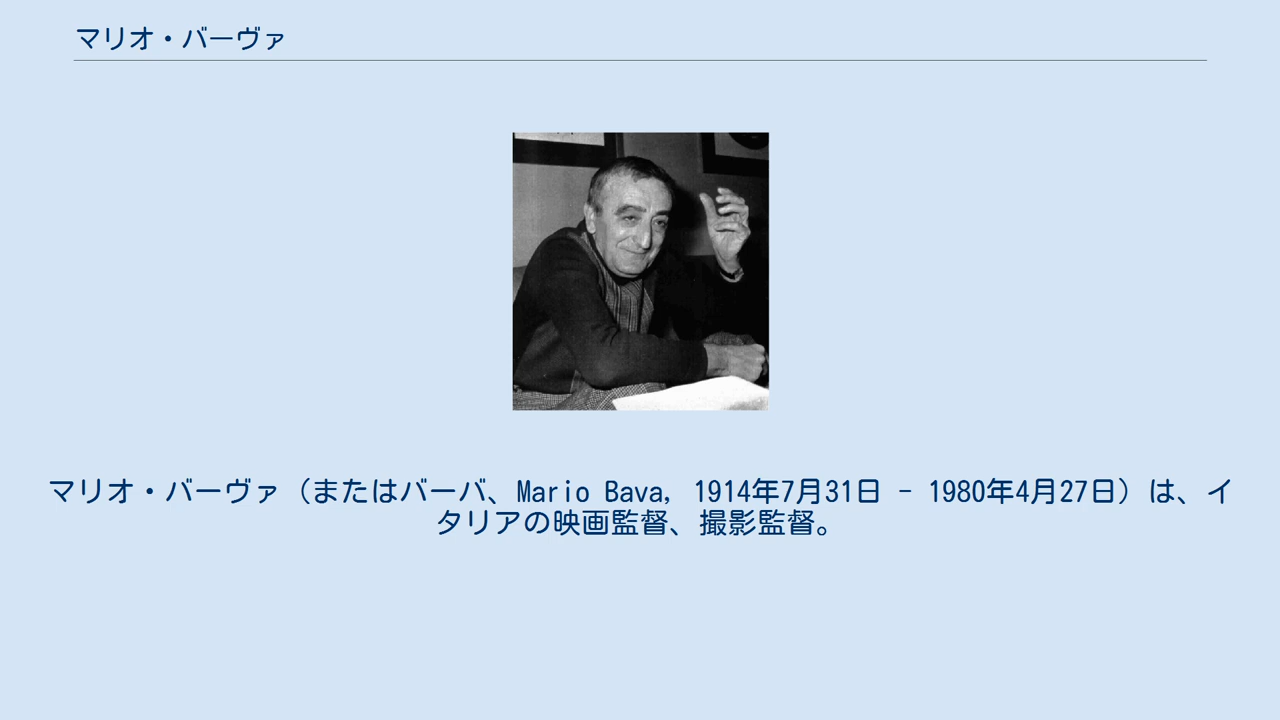 マリオ・バーヴァ
マリオ・バーヴァ（またはバーバ、Mario Bava, 1914年7月31日 - 1980年4月27日）は、イ
タリアの映画監督、撮影監督。